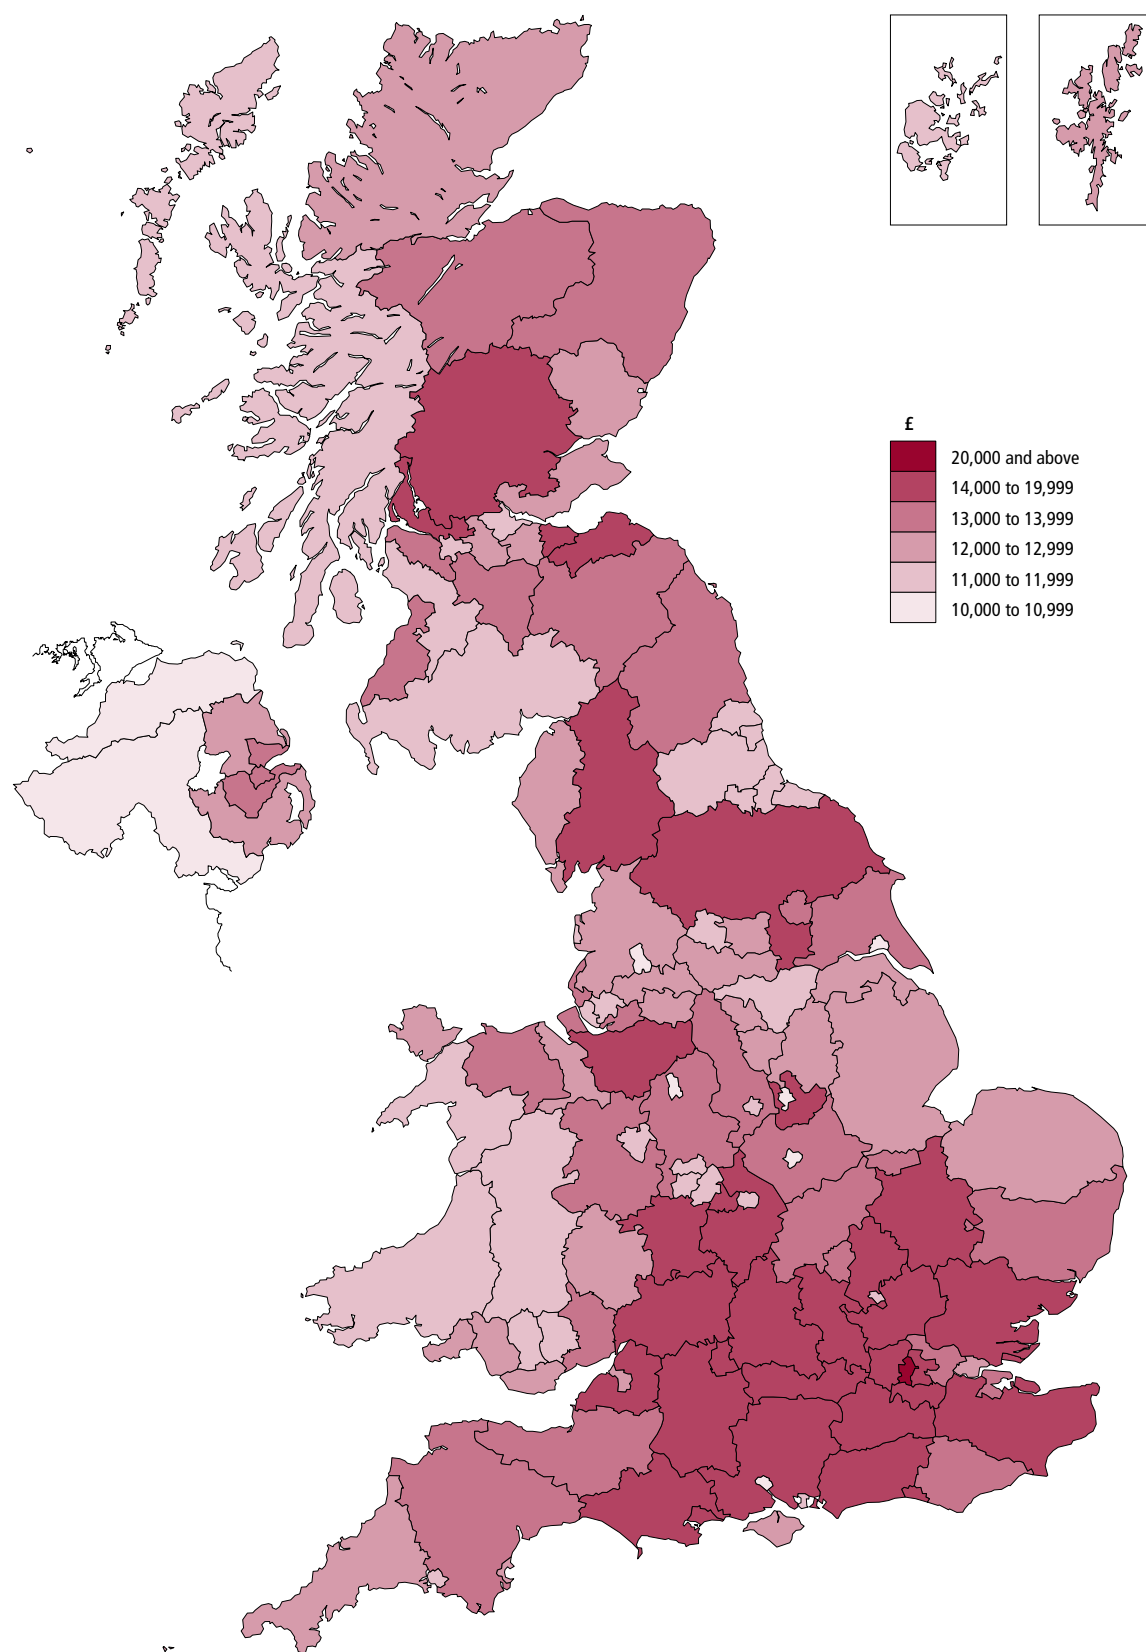 £
20,000 and above
14,000 to 19,999
13,000 to 13,999
12,000 to 12,999
11,000 to 11,999
10,000 to 10,999